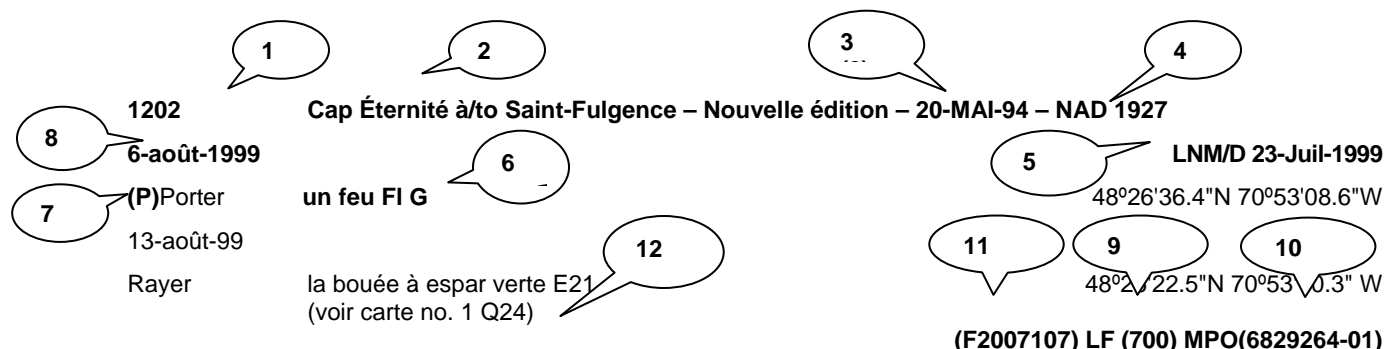 1 2 3 4
1202 Cap Éternité à/to Saint-Fulgence – Nouvelle édition – 20-MAI-94 – NAD 1927
8 6 5
6-août-1999 LNM/D 23-Juil-1999
7 (P)Porter un feu Fl G 48º26'36.4"N 70º53'08.6"W
13-août-99
12 11 9 10
Rayer la bouée à espar verte E21 W
(voir carte no. 1 Q24)
(F2007107) LF (700) MPO(6829264-01)